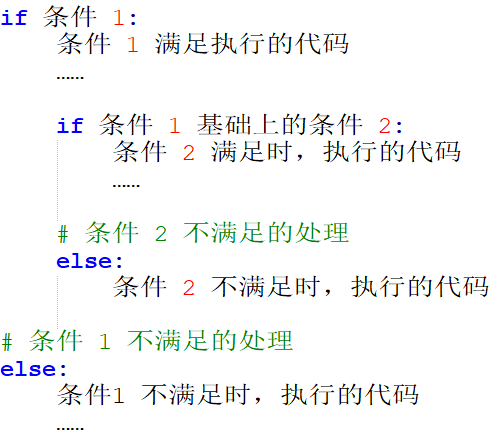 if 条件 1:
条件 1 满足执行的代码
……
if 条件 1 基础上的条件 2:
条件 2 满足时，执行的代码
……
# 条件 2 不满足的处理
else:
条件 2 不满足时，执行的代码
# 条件 1 不满足的处理
else:
条件1 不满足时，执行的代码
……